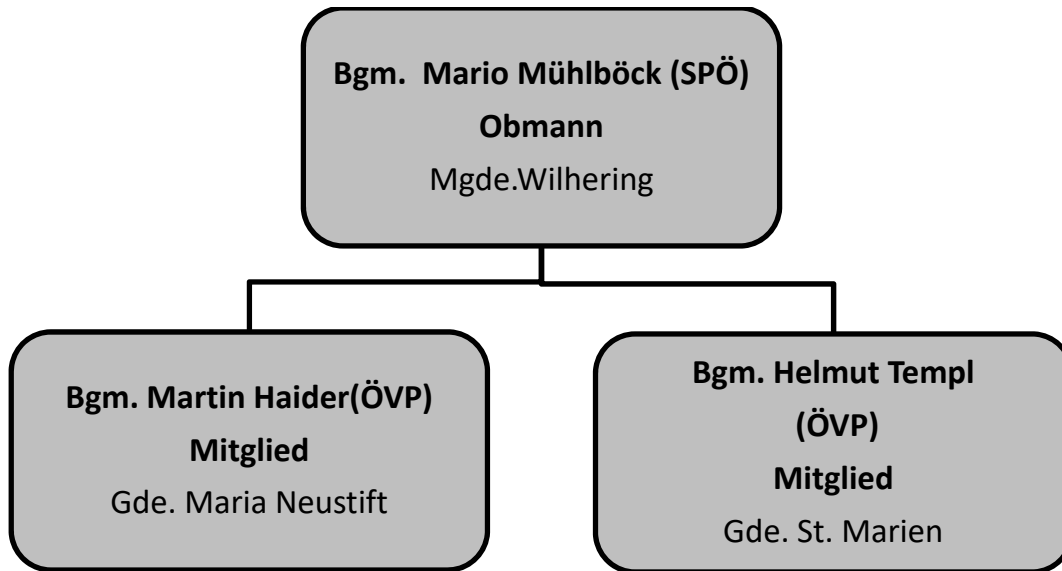 Bgm. Mario Mühlböck (SPÖ)
Obmann
Mgde.Wilhering
Bgm. Martin Haider(ÖVP)
Mitglied
Gde. Maria Neustift
Bgm. Helmut Templ
(ÖVP)
Mitglied
Gde. St. Marien